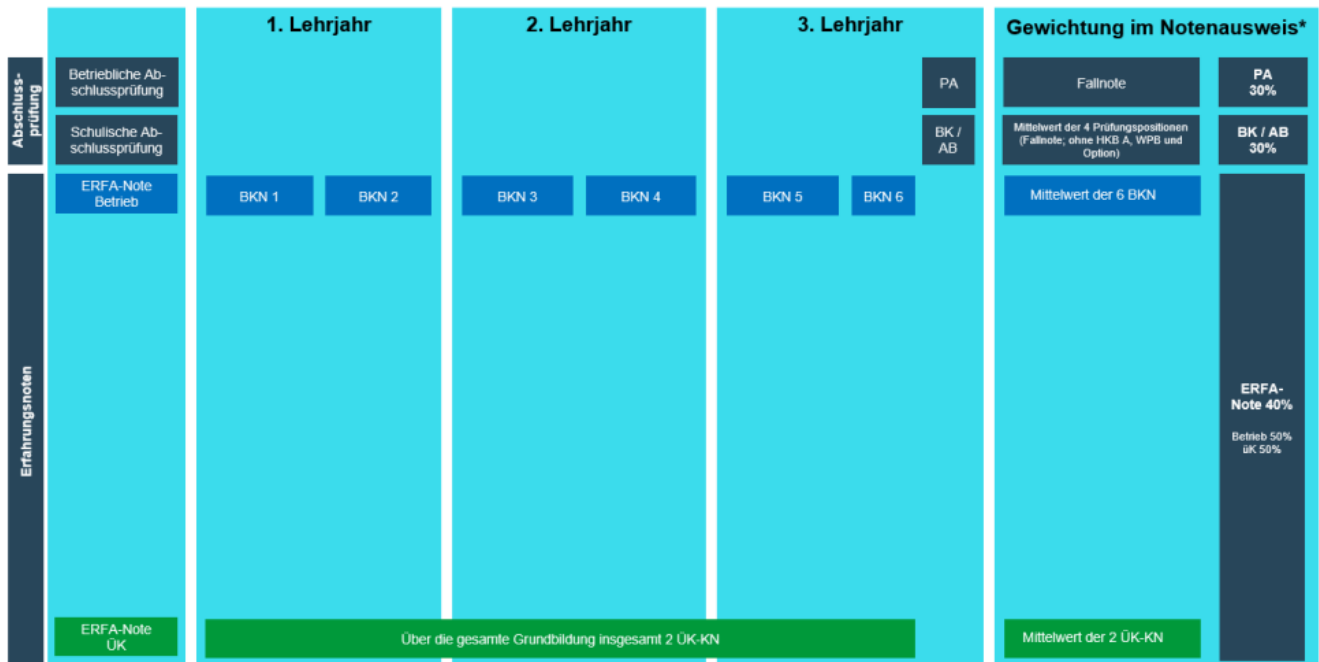 1. Lehrjahr
2. Lehrjahr
3. Lehrjahr
Gewichtung im Notenausweis*
Abschluss-
prüfung
Betriebliche Ab-
schlussprüfung
PA
Fallnote
PA
30%
Schulische Ab-
schlussprüfung
BK /
AB
Mittelwert der 4 Prüfungspositionen
(Fallnote; ohne HKB A, WPB und
Option)
BK / AB
30%
Erfahrungsnoten
ERFA-Note
Betrieb
BKN 1
BKN 2
BKN 3
BKN 4
BKN 5
BKN 6
Mittelwert der 6 BKN
ERFA-
Note 40%
Betrieb 50%
üK 50%
ERFA-Note
ÜK
Über die gesamte Grundbildung insgesamt 2 ÜK-KN
Mittelwert der 2 ÜK-KN